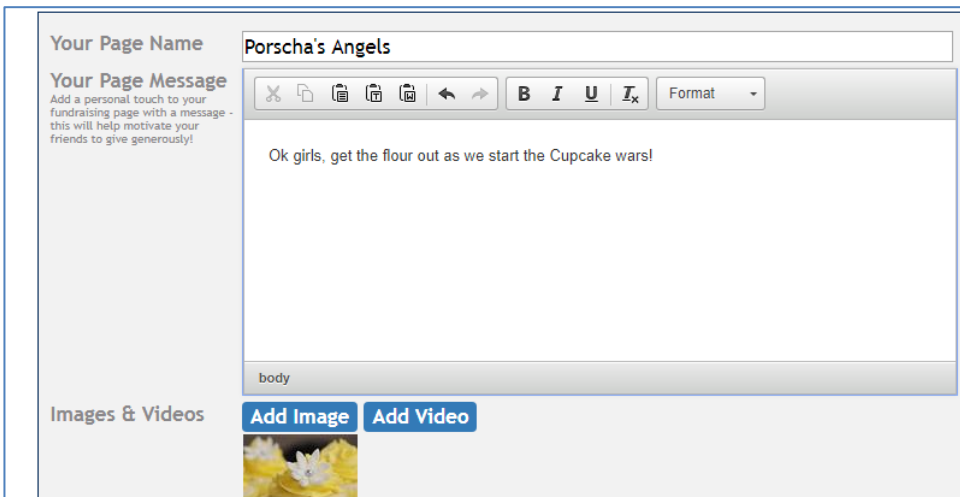 Your Page Name
Porscha's Angels
Your Page Message
Add a personal touch to your
fundraising page with a message -
this will help motivate your
friends to give generously!
B I U Ix Format
Ok girls, get the flour out as we start the Cupcake wars!
body
Images & Videos
Add Image Add Video